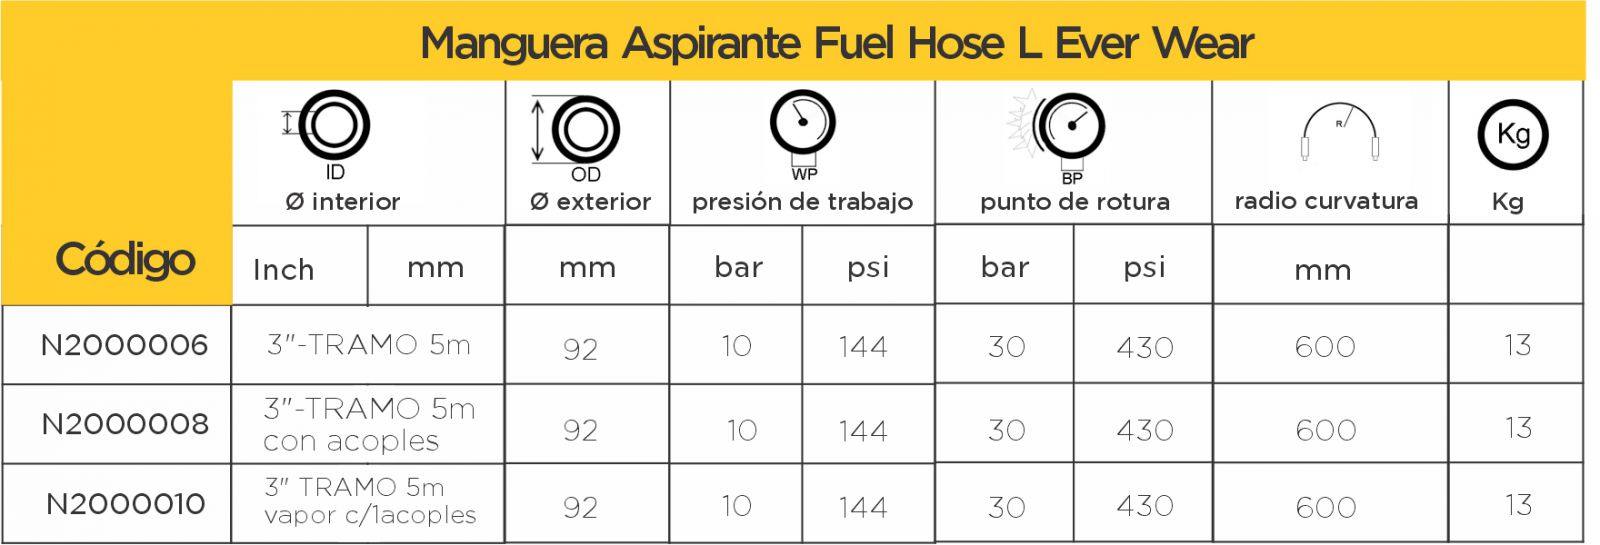 Manguera Aspirante Fuel Hose L Ever Wear
ID OD WP BP R Kg
Ø interior Ø exterior presión de trabajo punto de rotura radio curvatura Kg
Código Inch mm mm bar psi bar psi mm
N2000006 3"-TRAMO 5m 92 10 144 30 430 600 13
N2000008 3"-TRAMO 5m
con acoples 92 10 144 30 430 600 13
N2000010 3" TRAMO 5m
vapor c/1acoples 92 10 144 30 430 600 13